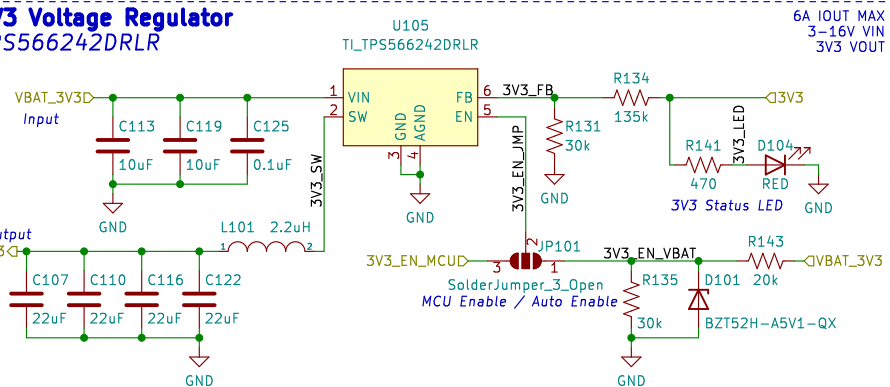 V3 Voltage Regulator
PS566242DRLR
6A IOUT MAX
3-16V VIN
3V3 VOUT
U105
TI_TPS566242DRLR
VBAT_3V3
Input
1
2
VIN
SW
GND
AGND
FB
EN
6
5
3
4
3V3_FB
R134
135k
3V3
C113
10uF
C119
10uF
C125
0.1uF
GND
3V3_SW
GND
3V3_EN_JMP
R131
30k
GND
R141
470
3V3_LED
D104
RED
3V3 Status LED
GND
utput
3
L101
2.2uH
1
2
C107
22uF
C110
22uF
C116
22uF
C122
22uF
GND
3V3_EN_MCU
3
2
1
JP101
SolderJumper_3_Open
MCU Enable / Auto Enable
3V3_EN_VBAT
R143
20k
VBAT_3V3
R135
30k
D101
BZT52H-A5V1-QX
GND